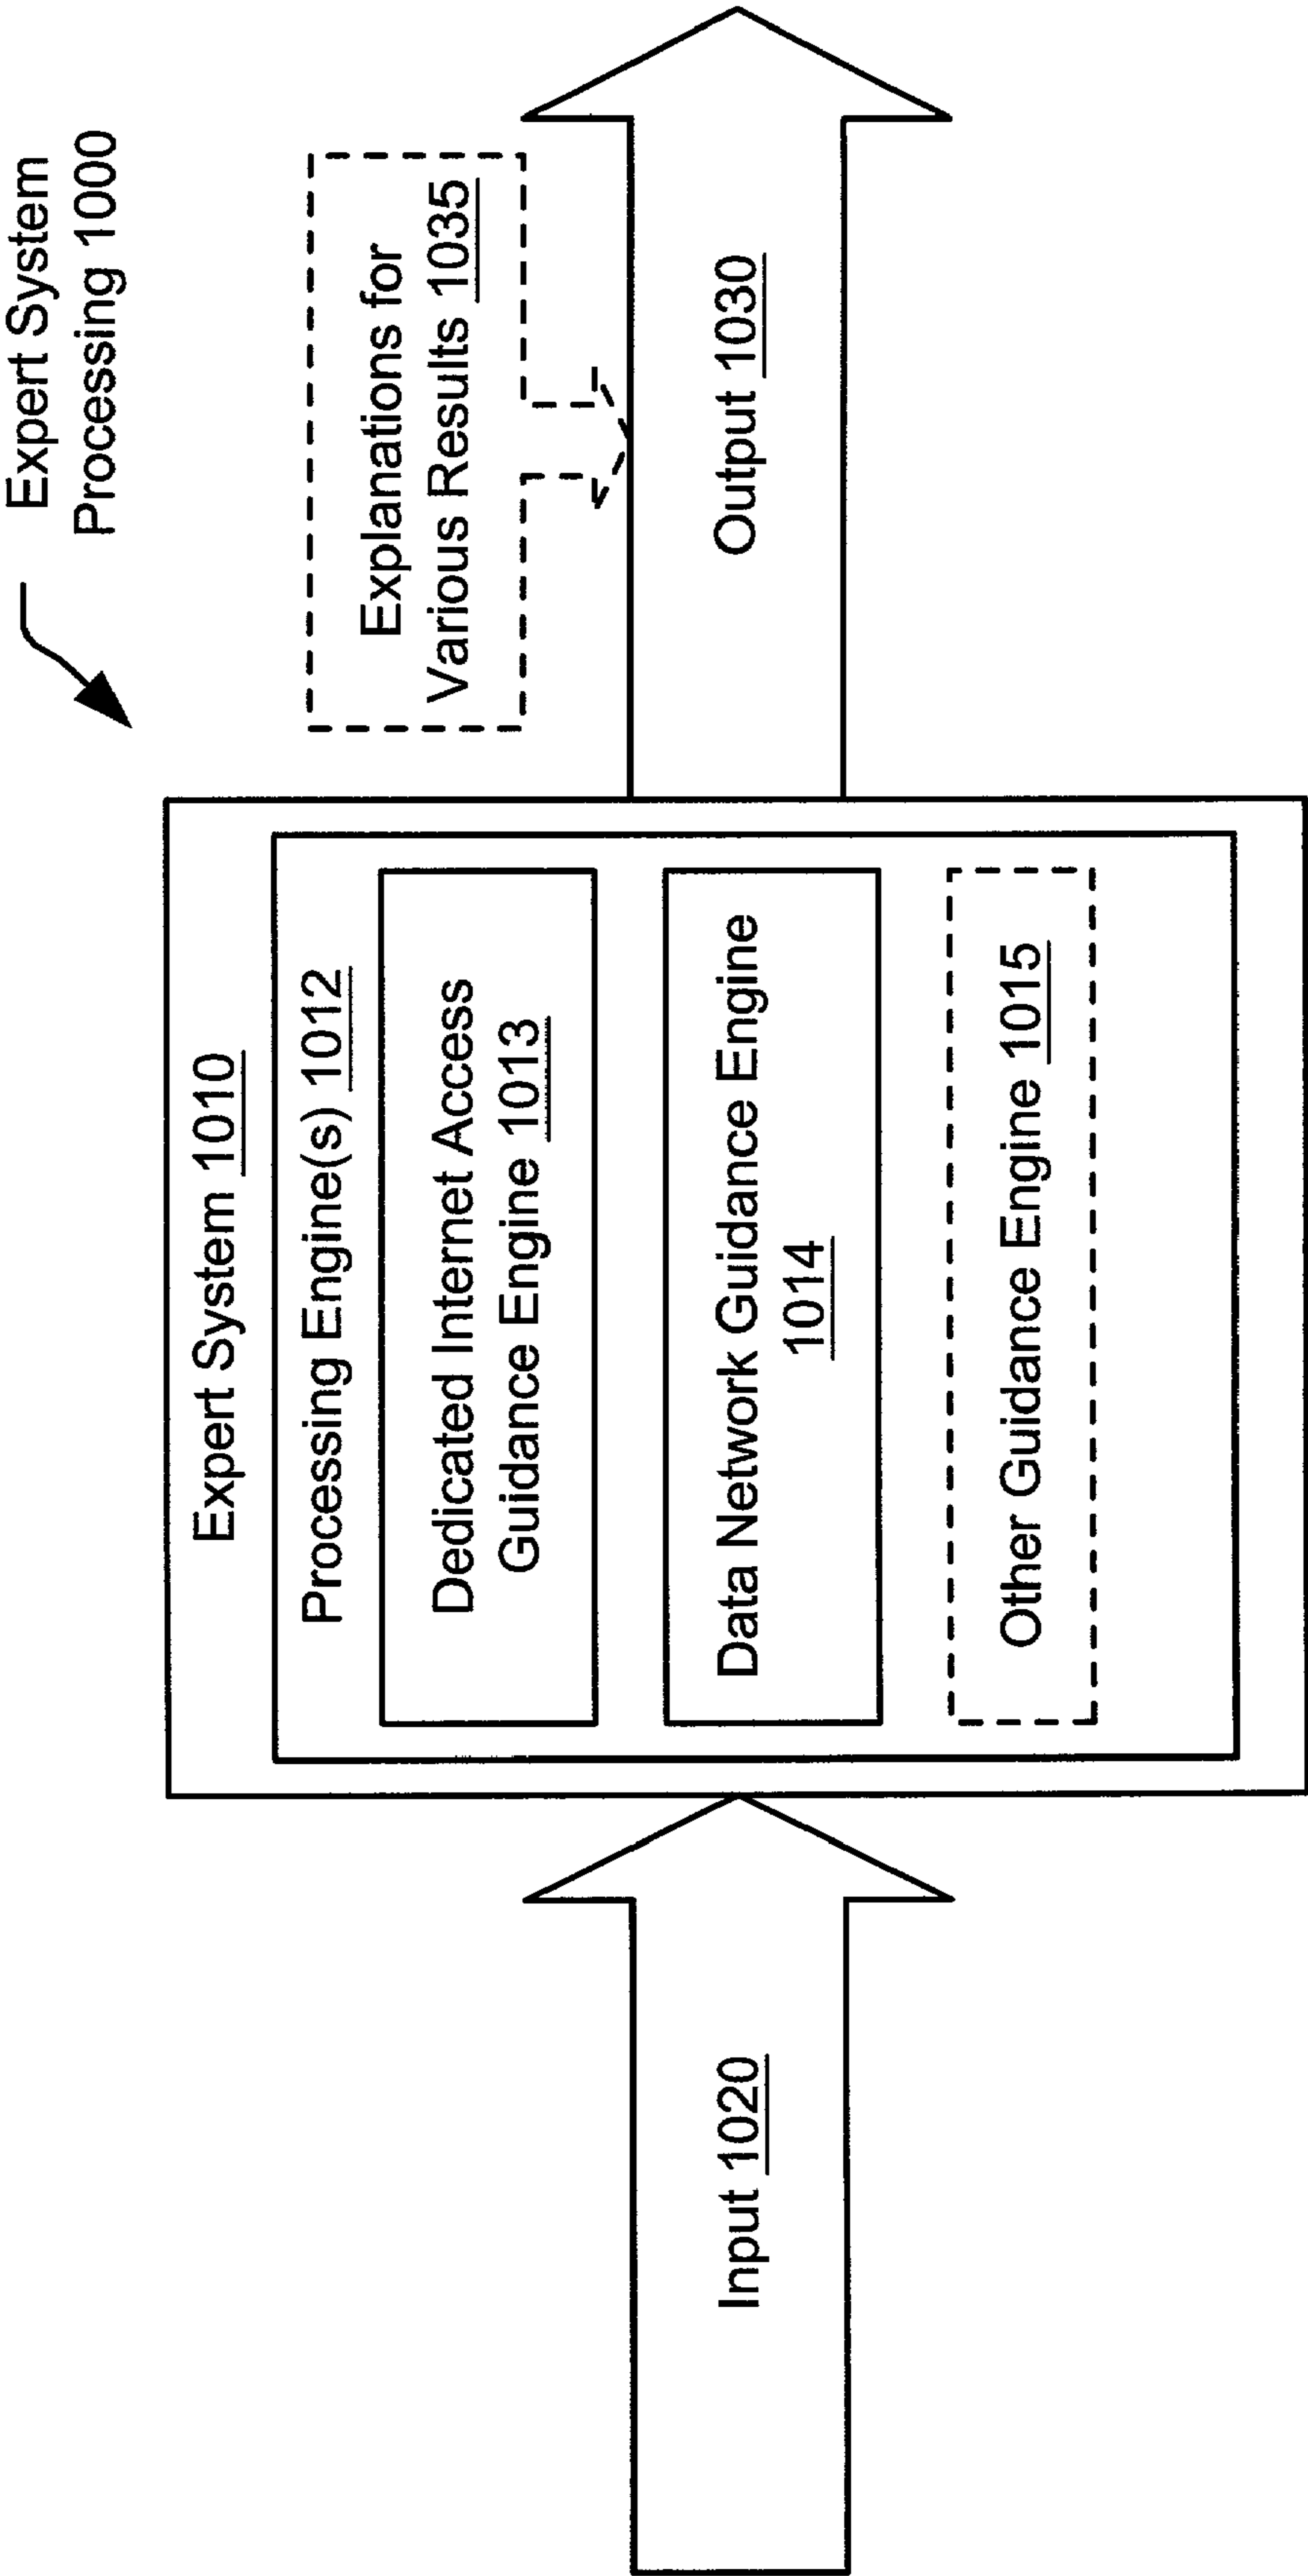 Expert System
Processing 1000
Input 1020
Expert System 1010
Processing Engine(s) 1012
Dedicated Internet Access
Guidance Engine 1013
Data Network Guidance Engine
1014
Other Guidance Engine 1015
Explanations for
Various Results 1035
Output 1030